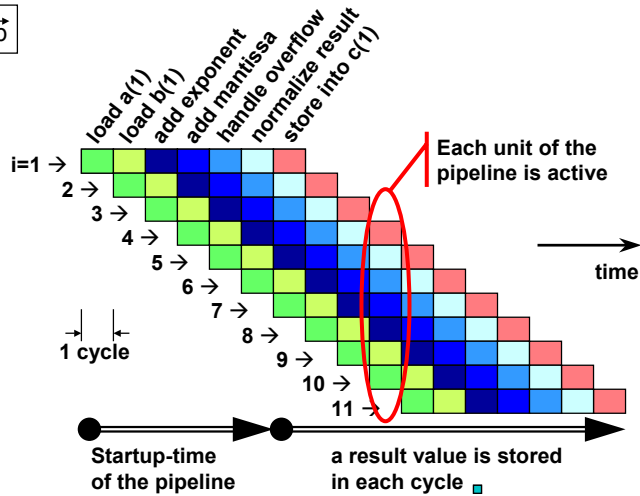 load a(1)
load b(1)
add exponent
add mantissa
handle overflow
normalize result
store into c(1)
Each unit of the
pipeline is active
i=1 →
2 →
3 →
4 →
5 →
6 →
7 →
8 →
9 →
10 →
11 →
time
1 cycle
Startup-time
of the pipeline
a result value is stored
in each cycle